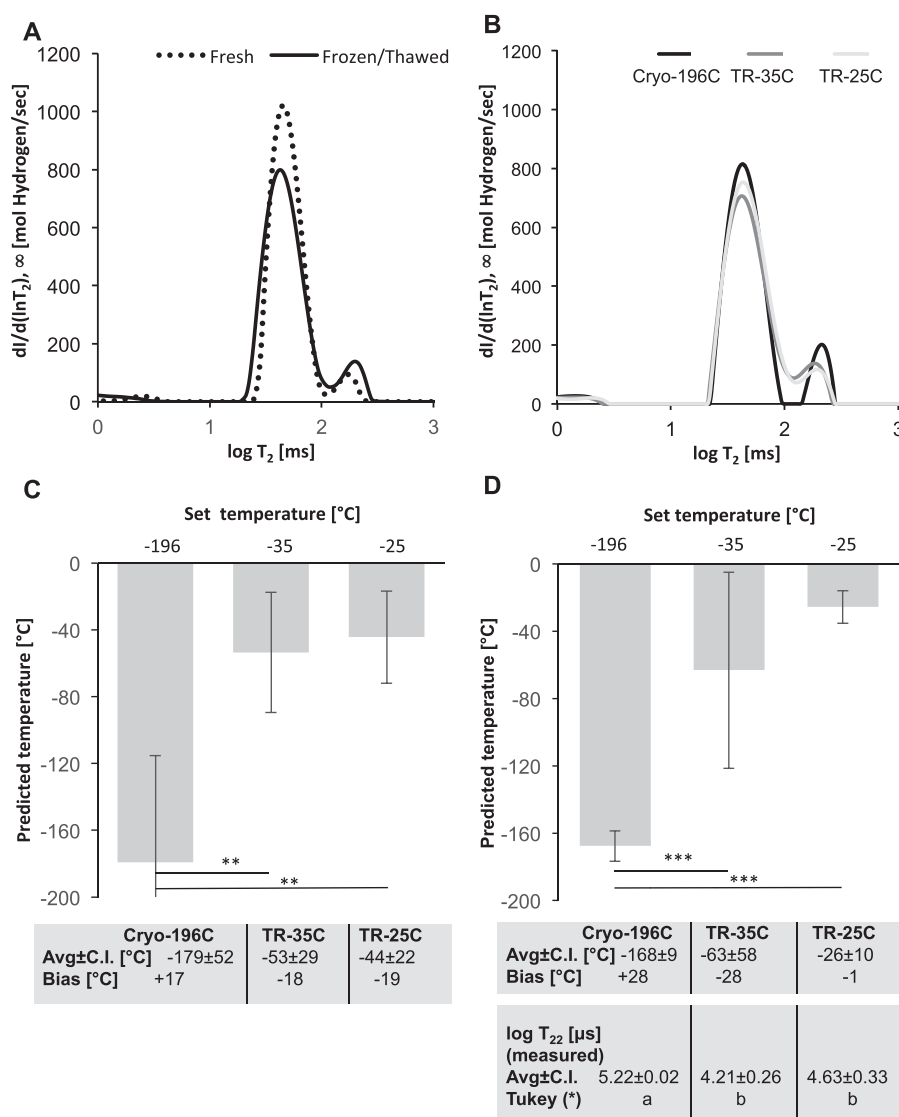 A
1200
1000
800
600
400
200
0
dI/d(lnT2), ∞ [mol Hydrogen/sec]
Fresh
Frozen/Thawed
0
1
2
3
log T2 [ms]
B
1200
1000
800
600
400
200
0
dI/d(lnT2), ∞ [mol Hydrogen/sec]
Cryo-196C
TR-35C
TR-25C
0
1
2
3
log T2 [ms]
C
Set temperature [°C]
-196
-35
-25
0
-40
-80
-120
-160
-200
Predicted temperature [°C]
**
**
Cryo-196C TR-35C TR-25C
Avg±C.I. [°C] -179±52 -53±29 -44±22
Bias [°C] +17 -18 -19
D
Set temperature [°C]
-196
-35
-25
0
-40
-80
-120
-160
-200
Predicted temperature [°C]
***
***
Cryo-196C TR-35C TR-25C
Avg±C.I. [°C] -168±9 -63±58 -26±10
Bias [°C] +28 -28 -1
log T22 [µs]
(measured)
Avg±C.I. 5.22±0.02 4.21±0.26 4.63±0.33
Tukey (*) a b b